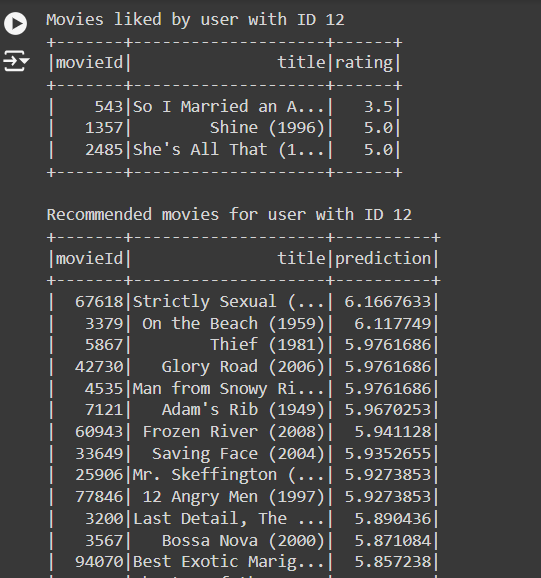 Movies liked by user with ID 12
+-------+--------------------+------+
|movieId|               title|rating|
+-------+--------------------+------+
|    543|So I Married an A...|   3.5|
|   1357|        Shine (1996)|   5.0|
|   2485|She's All That (1...|   5.0|
+-------+--------------------+------+
Recommended movies for user with ID 12
+-------+--------------------+----------+
|movieId|               title|prediction|
+-------+--------------------+----------+
|  67618|Strictly Sexual (...| 6.1667633|
|   3379| On the Beach (1959)|  6.117749|
|   5867|        Thief (1981)| 5.9761686|
|  42730|   Glory Road (2006)| 5.9761686|
|   4535|Man from Snowy Ri...| 5.9761686|
|   7121|   Adam's Rib (1949)| 5.9670253|
|  60943| Frozen River (2008)|  5.941128|
|  33649|  Saving Face (2004)| 5.9352655|
|  25906|Mr. Skeffington (...| 5.9273853|
|  77846| 12 Angry Men (1997)| 5.9273853|
|   3200|Last Detail, The ...|  5.890436|
|   3567|   Bossa Nova (2000)|  5.871084|
|  94070|Best Exotic Marig...|  5.857238|